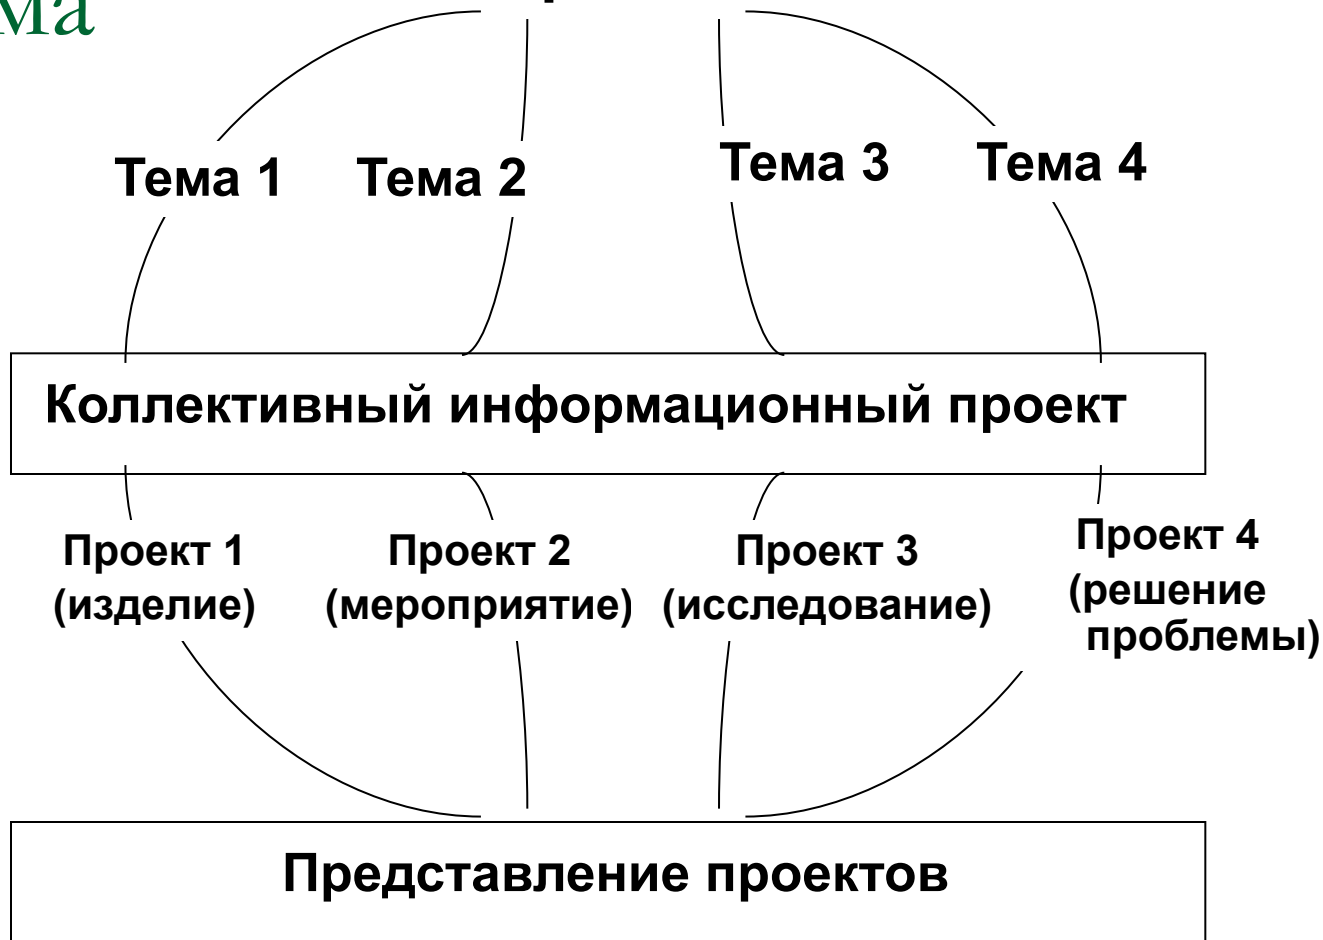 Тема 1 Тема 2 Тема 3 Тема 4
Коллективный информационный проект
Проект 1 Проект 2 Проект 3 Проект 4
(изделие) (мероприятие) (исследование) (решение
проблемы)
Представление проектов